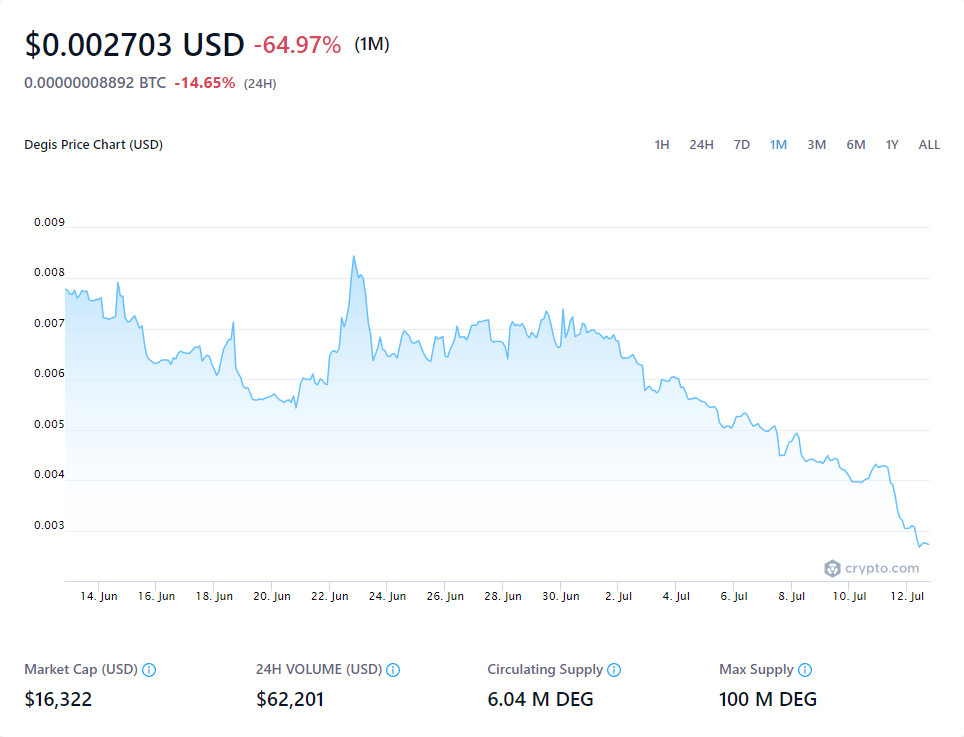 $0.002703 USD -64.97% (1M)
0.00000008892 BTC -14.65% (24H)
Degis Price Chart (USD) 1H 24H 7D 1M 3M 6M 1Y ALL
0.009
0.008
0.007
0.006
0.005
0.004
0.003
crypto.com
14. Jun 16. Jun 18. Jun 20. Jun 22. Jun 24. Jun 26. Jun 28. Jun 30. Jun 2. Jul 4. Jul 6. Jul 8. Jul 10. Jul 12. Jul
Market Cap (USD) 24H VOLUME (USD) Circulating Supply Max Supply
$16,322 $62,201 6.04 M DEG 100 M DEG